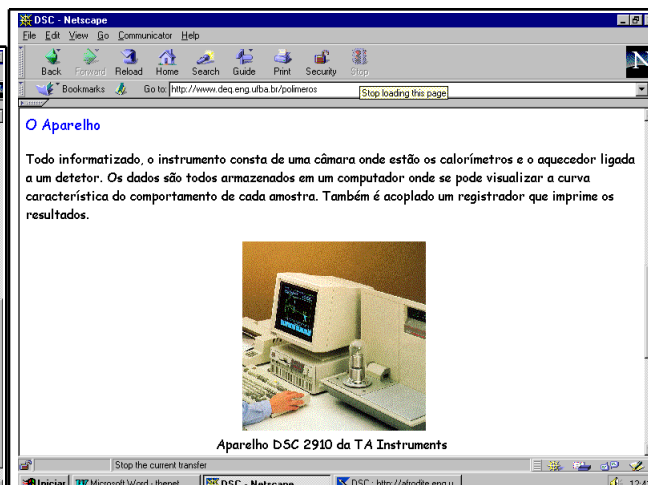 DSC - Netscape
File Edit View Go Communicator Help
Back Forward Reload Home Search Guide Print Security Stop
Bookmarks Go to: http://www.deq.eng.ufba.br/polimeros
Stop loading this page
O Aparelho
Todo informatizado, o instrumento consta de uma câmara onde estão os calorímetros e o aquecedor ligada
a um detetor. Os dados são todos armazenados em um computador onde se pode visualizar a curva
característica do comportamento de cada amostra. Também é acoplado um registrador que imprime os
resultados.
Aparelho DSC 2910 da TA Instruments
Stop the current transfer
Iniciar Microsoft Word - thenet DSC - Netscape DSC : http://afrodite.eng.u 12:4